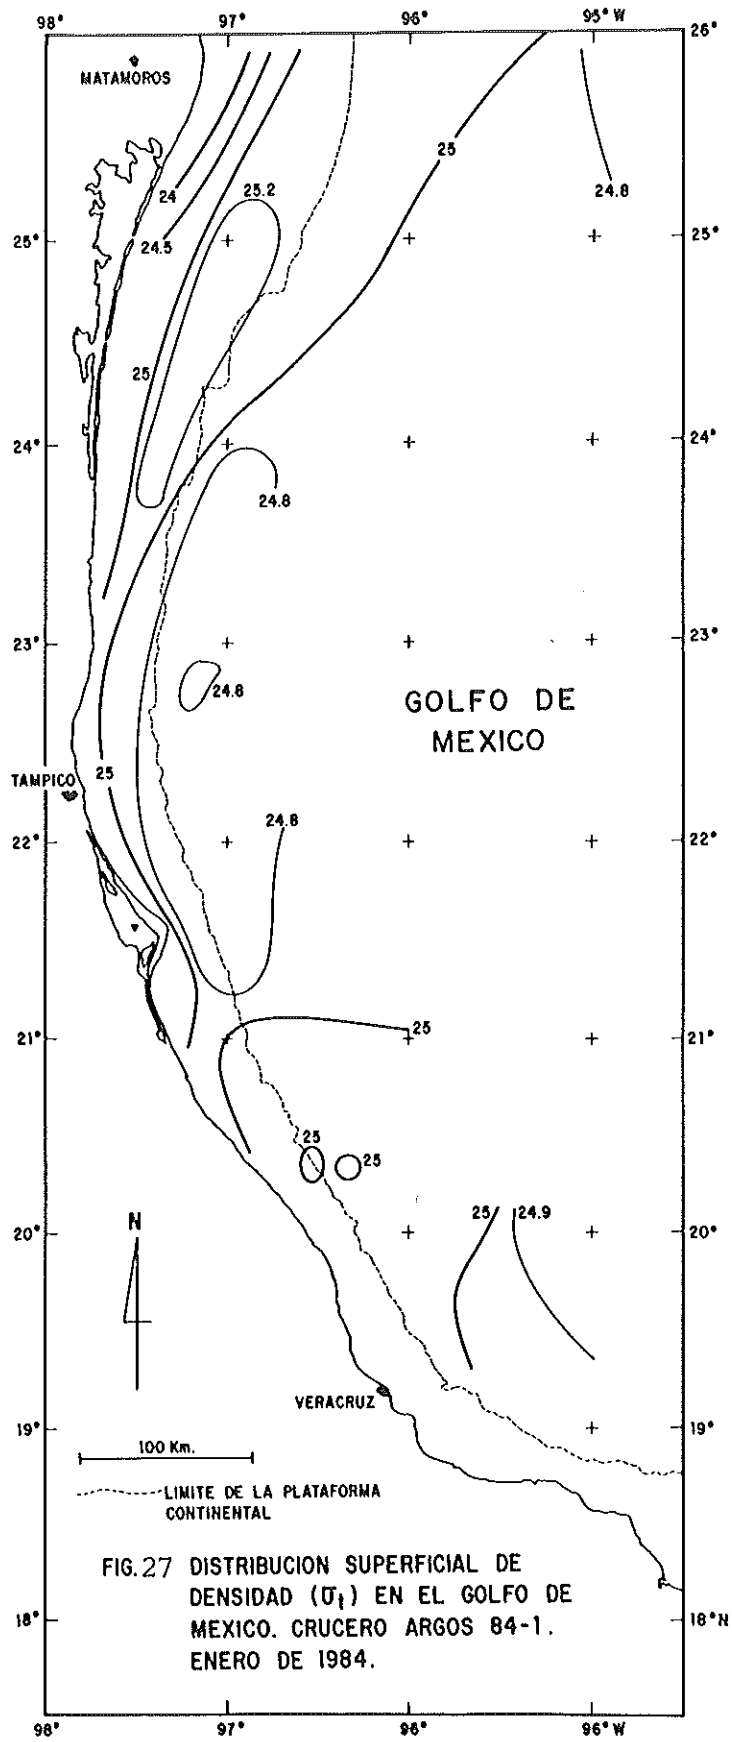 98° 97° 96° 95° W
26°
MATAMOROS
25
24
25.2
24.8
24.5
25° 25°
25
24° 24°
24.8
23° 23°
24.8
GOLFO DE
MEXICO
25
TAMPICO
24.8
22° 22°
25
21° 21°
25
25
25 24.9
N
20° 20°
VERACRUZ
19° 19°
100 Km.
LIMITE DE LA PLATAFORMA
CONTINENTAL
FIG.27 DISTRIBUCION SUPERFICIAL DE
DENSIDAD (σt) EN EL GOLFO DE
MEXICO. CRUCERO ARGOS 84-1.
ENERO DE 1984.
18° 18°N
98° 97° 96° 96° W